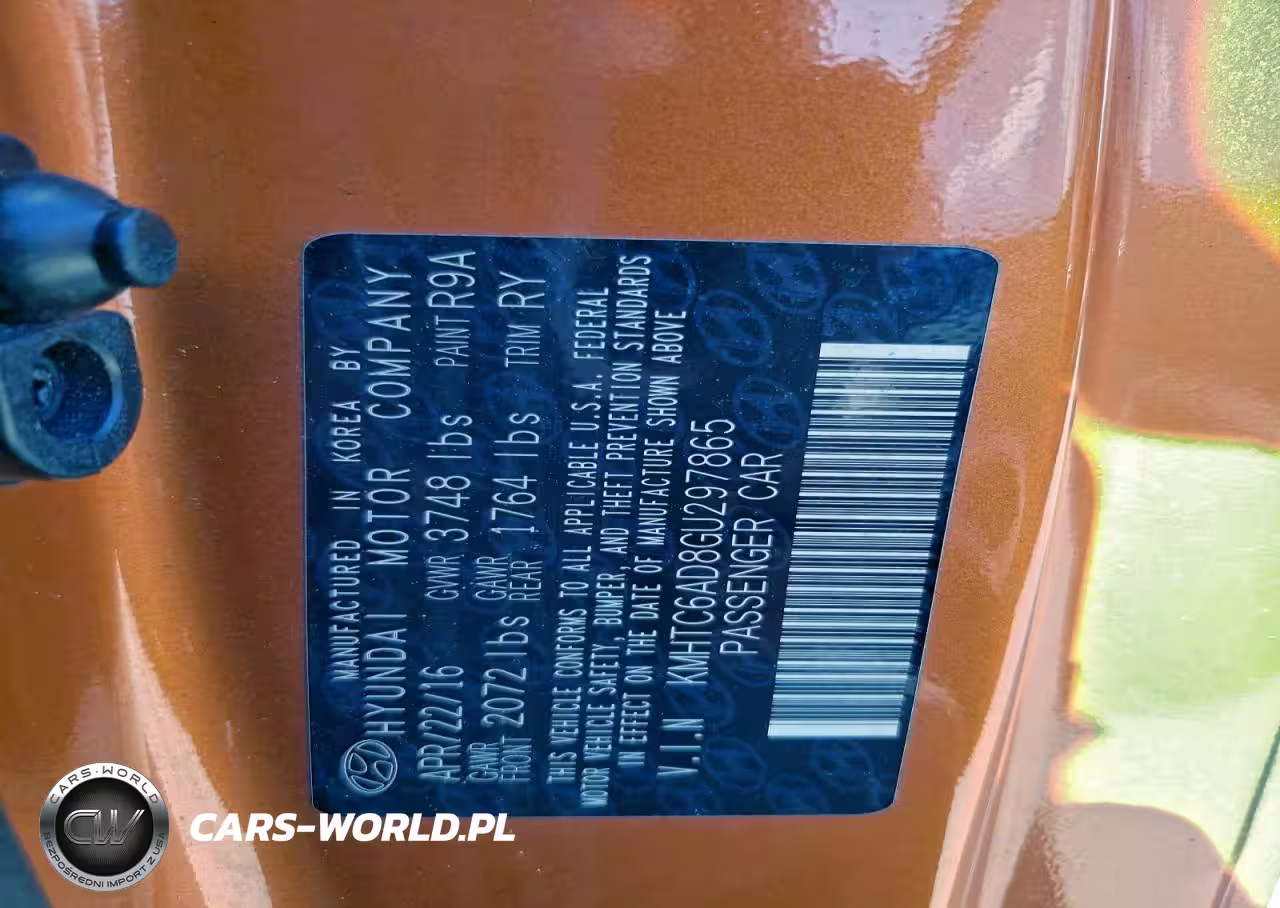 MANUFACTURED IN KOREA BY
HYUNDAI MOTOR COMPANY
APR/22/16 GVWR 3748 lbs PAINT R9A
GAWR FRONT 2072 lbs GAWR REAR 1764 lbs TRIM RY
THIS VEHICLE CONFORMS TO ALL APPLICABLE U.S.A. FEDERAL
MOTOR VEHICLE SAFETY, BUMPER, AND THEFT PREVENTION STANDARDS
IN EFFECT ON THE DATE OF MANUFACTURE SHOWN ABOVE
V.I.N KMHTC6AD8GU297865
PASSENGER CAR
CARS-WORLD
CW
BEZPOŚREDNI IMPORT Z USA
CARS-WORLD.PL